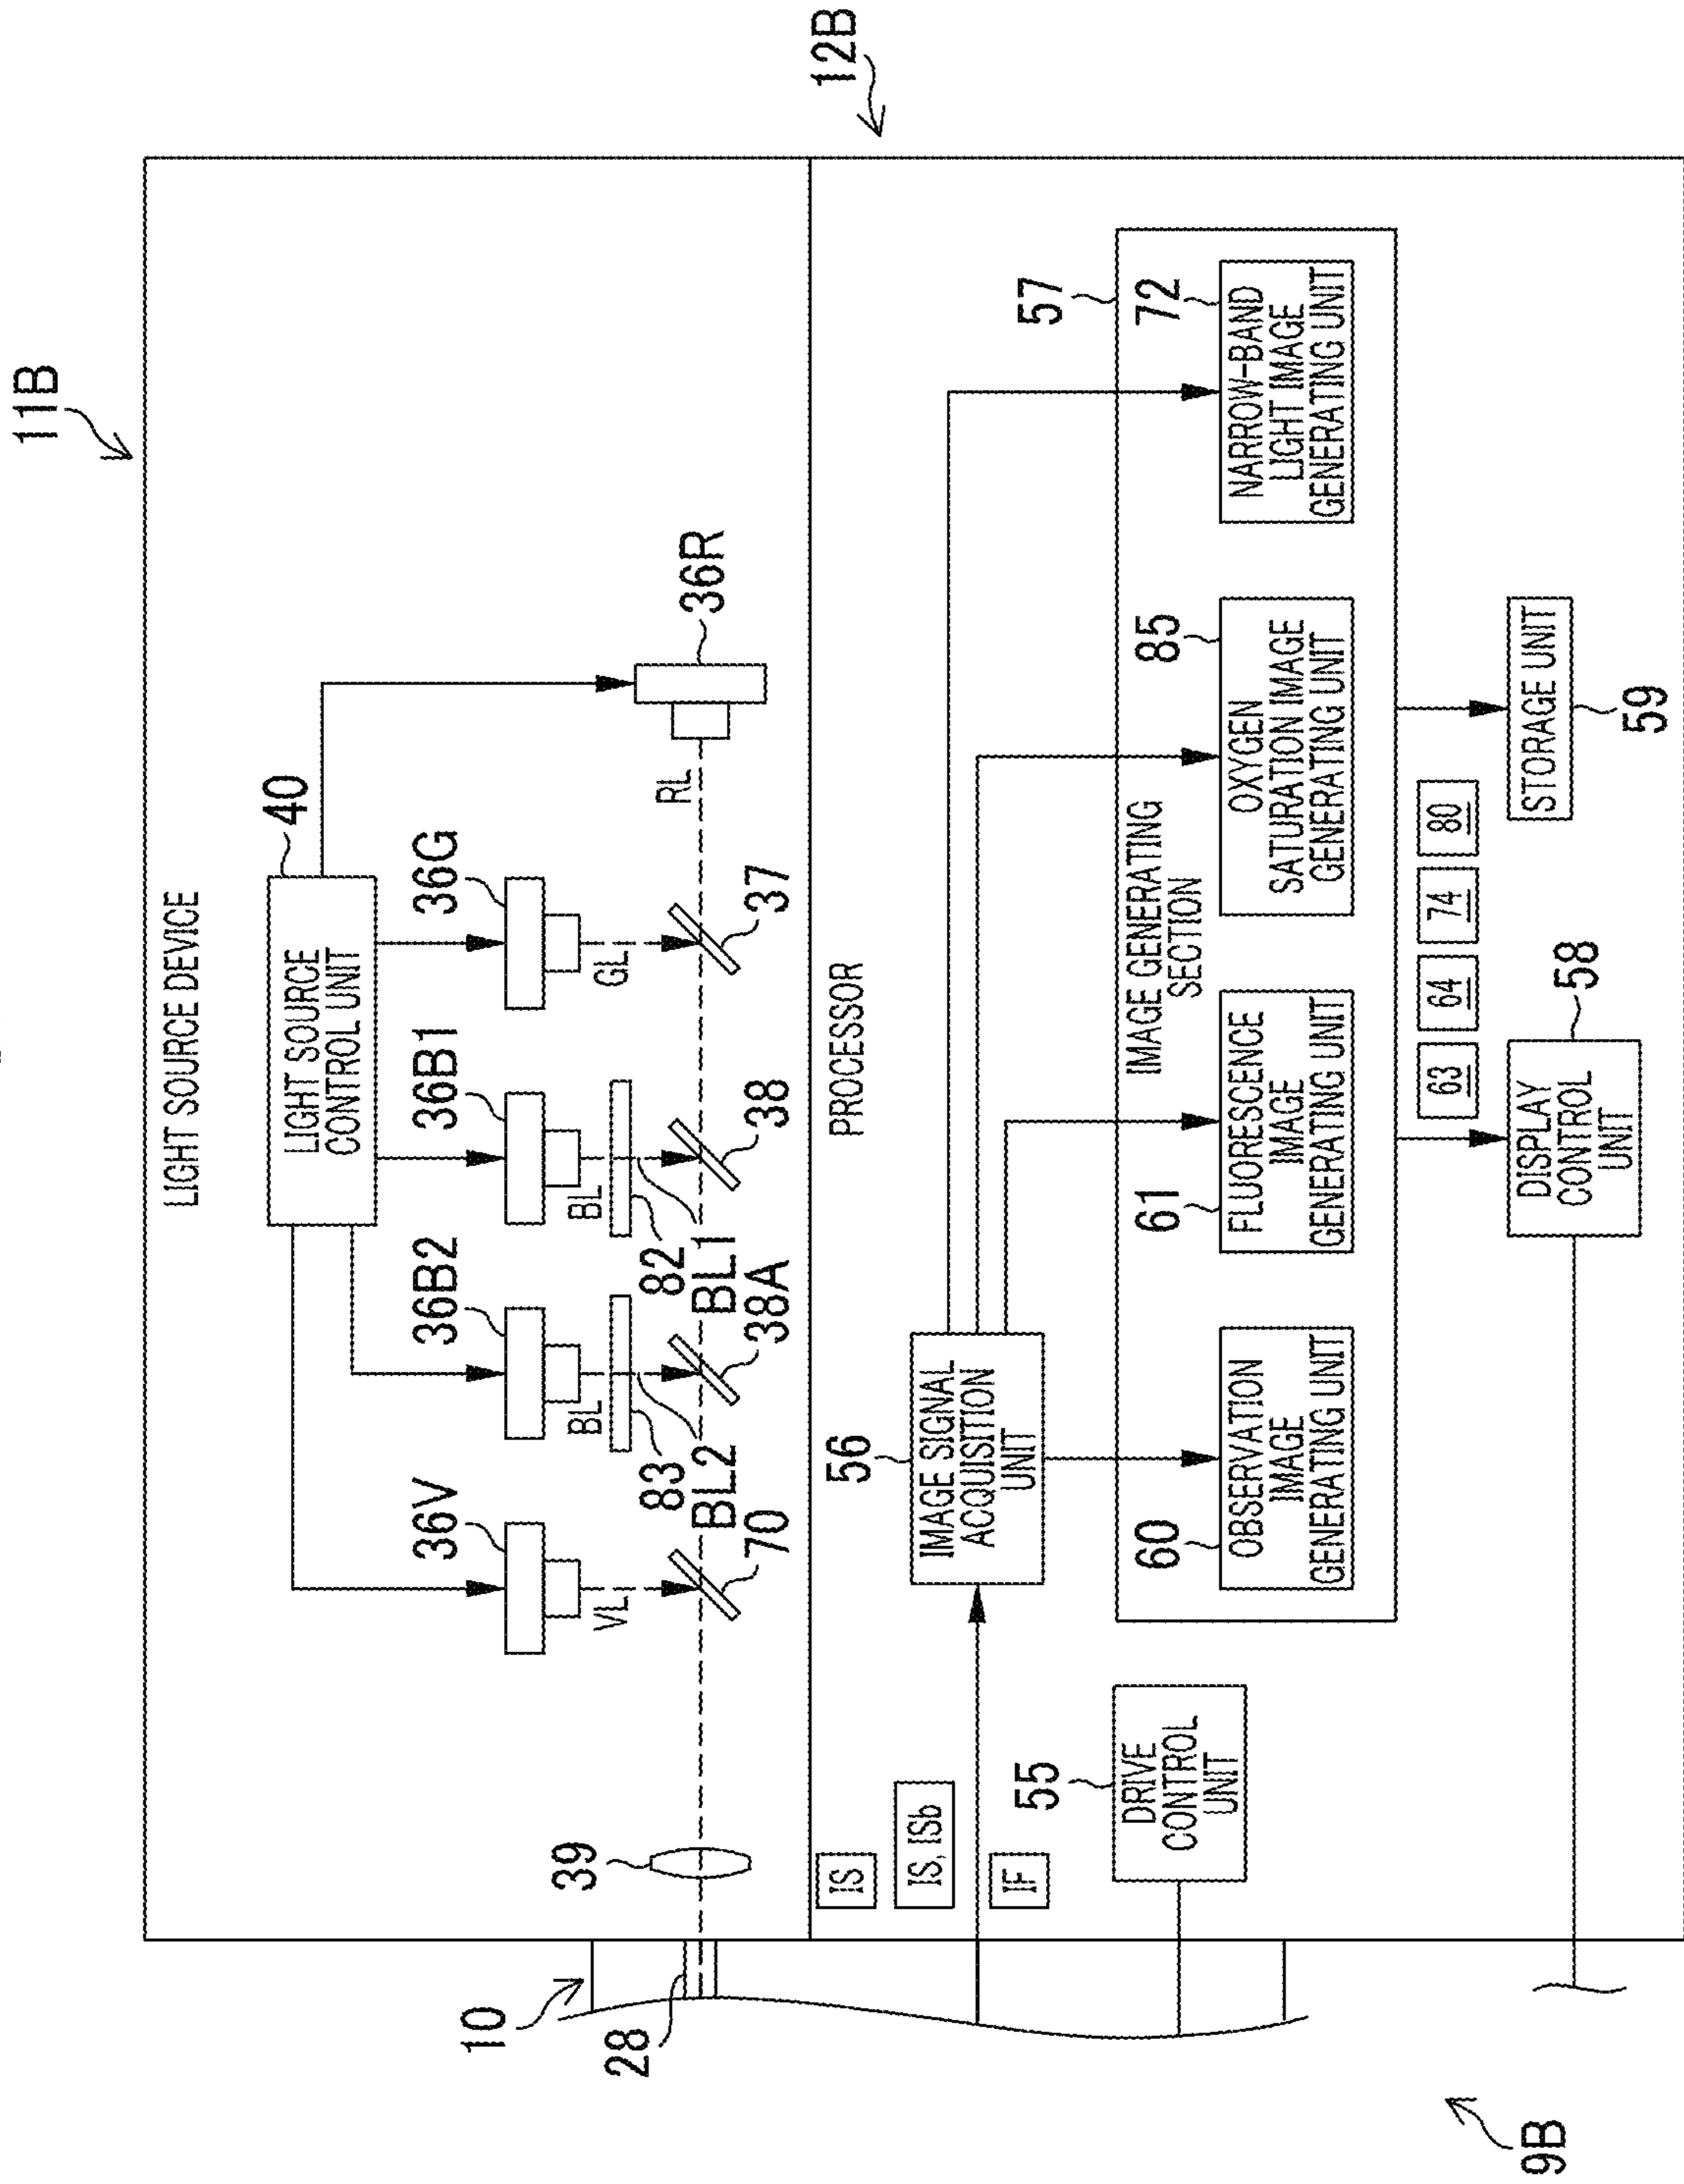 11B
12B
LIGHT SOURCE DEVICE
40
LIGHT SOURCE
CONTROL UNIT
36V
36B2
36B1
36G
36R
VL
BL
BL
GL
RL
83
82
BL2
BL1
39
70
38A
38
37
10
28
PROCESSOR
IS
IS, ISb
IF
56
IMAGE SIGNAL
ACQUISITION
UNIT
57
55
DRIVE
CONTROL
UNIT
IMAGE GENERATING
SECTION
60
OBSERVATION
IMAGE
GENERATING UNIT
61
FLUORESCENCE
IMAGE
GENERATING UNIT
85
OXYGEN
SATURATION IMAGE
GENERATING UNIT
72
NARROW-BAND
LIGHT IMAGE
GENERATING UNIT
63
64
74
80
DISPLAY
CONTROL
UNIT
58
STORAGE UNIT
59
9B